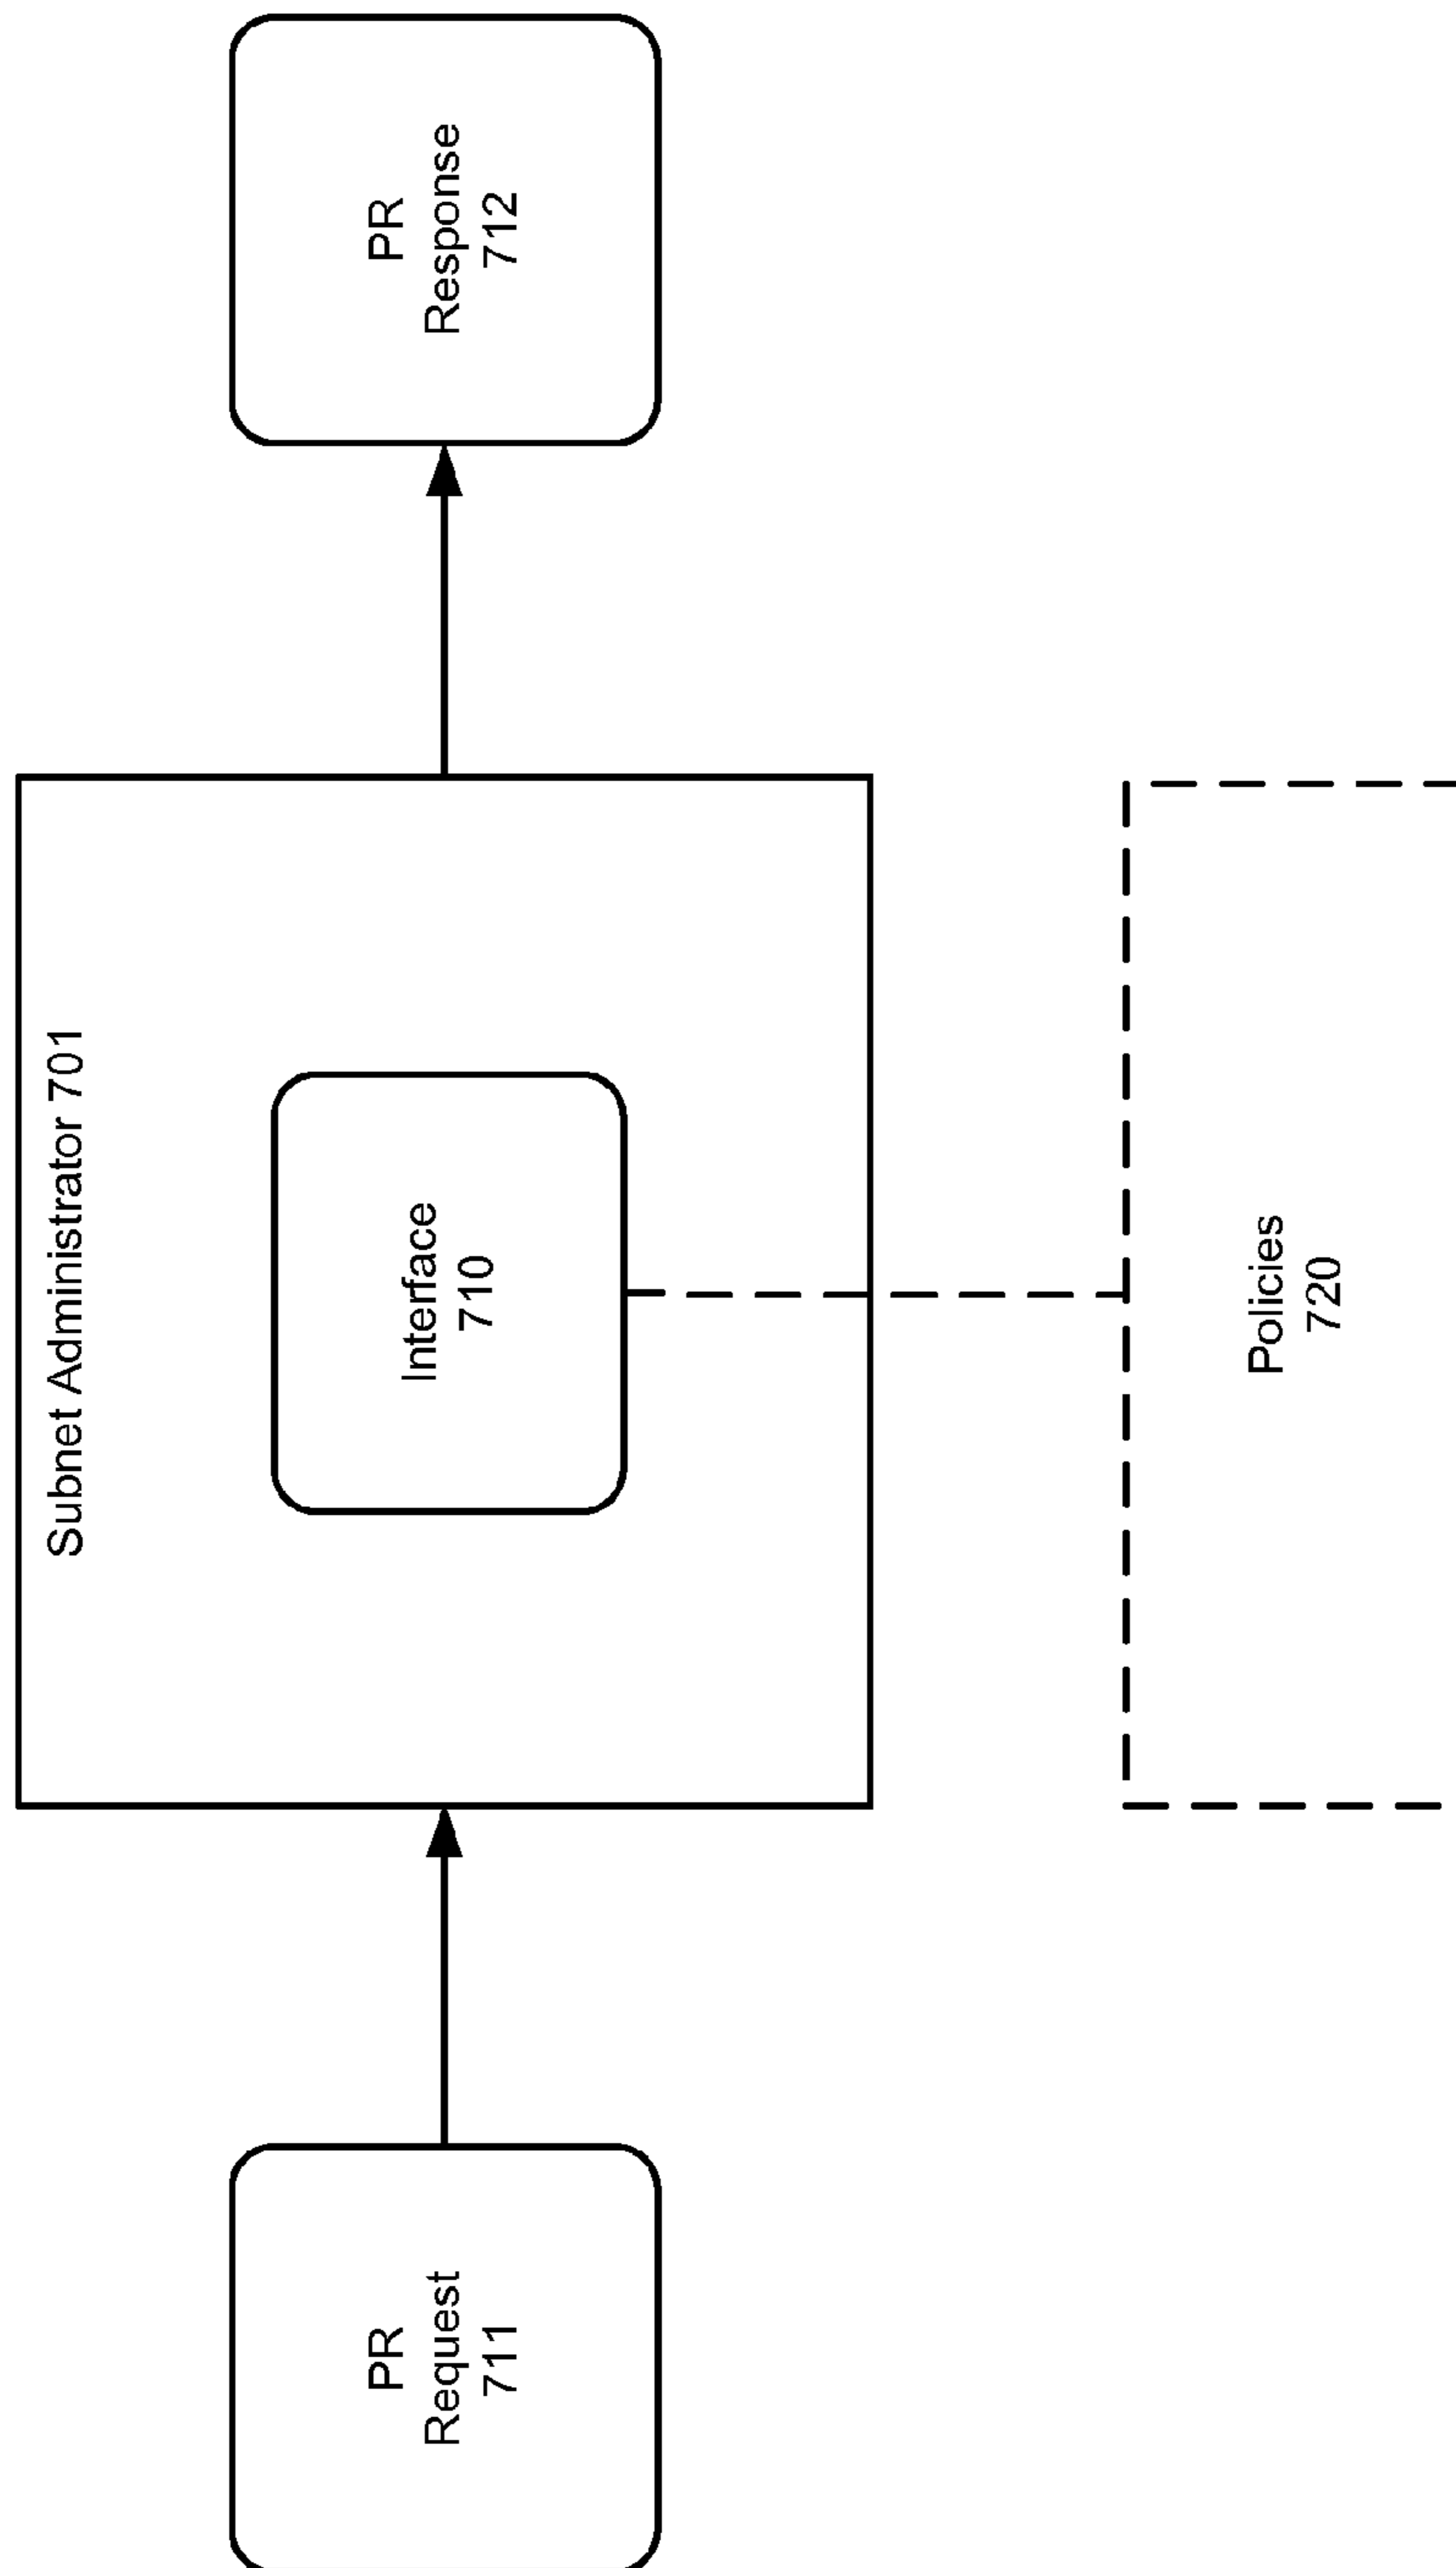 Subnet Administrator 701
PR
Request
711
Interface
710
PR
Response
712
Policies
720